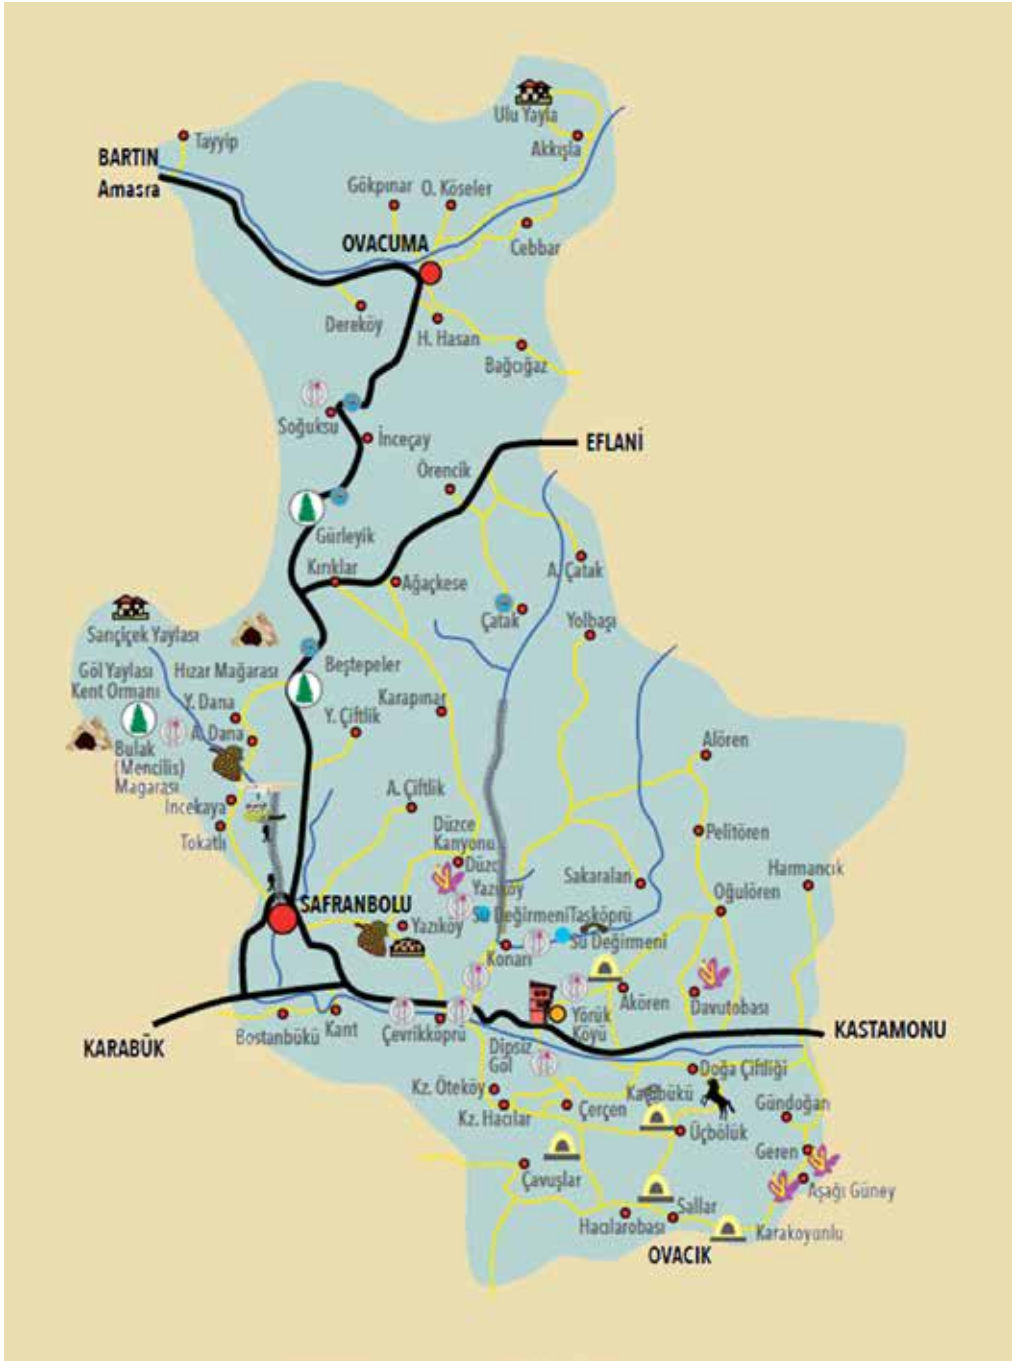 Ulu Yayla
Akkışla
Tayyip
BARTIN
Amasra
Gökpınar
O. Köseler
OVACUMA
Cebbar
Dereköy
H. Hasan
Bağcığaz
Soğuksu
İnceçay
EFLANİ
Örencik
Gürleyik
Kırıklar
Ağaçkese
A. Çatak
Çatak
Yolbaşı
Sarıçiçek Yaylası
Göl Yaylası
Kent Ormanı
Hızar Mağarası
Beştepeler
Y. Dana
A. Dana
Y. Çiftlik
Karapınar
Bulak
(Mencilis)
Magarası
Alören
Incekaya
Tokatlı
A. Çiftlik
Düzce
Kanyonu
Düzc
Pelitören
Harmancık
Sakaralan
Yazıköy
Oğulören
SAFRANBOLU
Su Değirmeni
Taşköprü
Yazıköy
Su Değirmeni
Konarı
Akören
Davutobası
Yörük
Köyü
KARABÜK
Bostanbükü
Kant
Çevrikköprü
KASTAMONU
Dipsiz
Göl
Doğa Çiftliği
Kz. Öteköy
Kz. Hacılar
Çerçen
Gündoğan
Üçbölük
Geren
Çavuşlar
Aşağı Güney
Sallar
Hacılarobası
Karakoyunlu
OVACIK